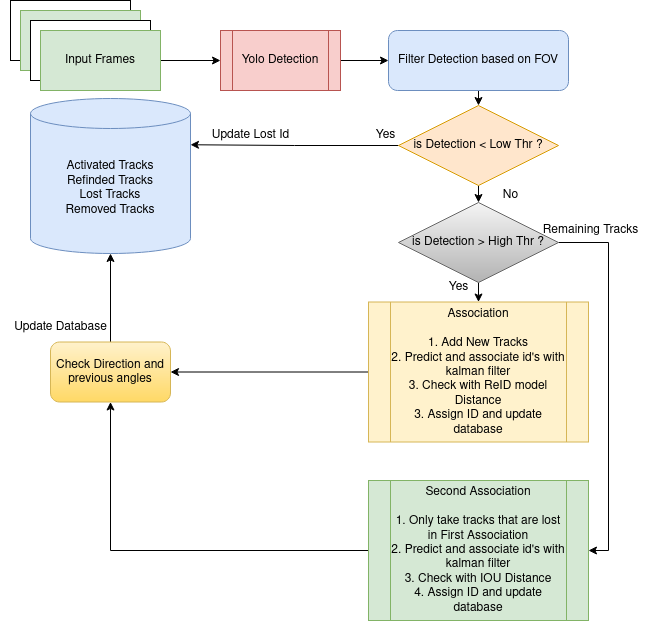 Input Frames
Yolo Detection
Filter Detection based on FOV
is Detection < Low Thr ?
Yes
Update Lost Id
Activated Tracks
Refinded Tracks
Lost Tracks
Removed Tracks
No
is Detection > High Thr ?
Remaining Tracks
Yes
Association
1. Add New Tracks
2. Predict and associate id's with
kalman filter
3. Check with ReID model
Distance
3. Assign ID and update
database
Update Database
Check Direction and
previous angles
Second Association
1. Only take tracks that are lost
in First Association
2. Predict and associate id's with
kalman filter
3. Check with IOU Distance
4. Assign ID and update
database